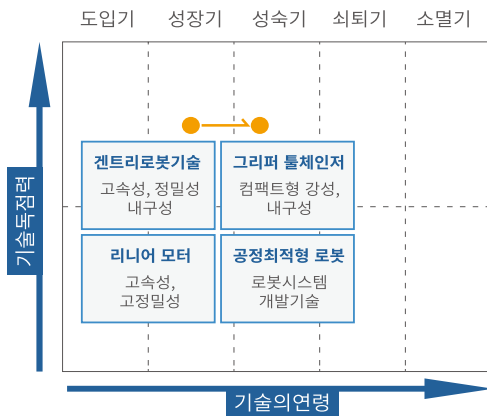 도입기 성장기 성숙기 쇠퇴기 소멸기
기술독점력
겐트리로봇기술
고속성, 정밀성
내구성
그리퍼 툴체인저
컴팩트형 강성,
내구성
리니어 모터
고속성,
고정밀성
공정최적형 로봇
로봇시스템
개발기술
기술의연령